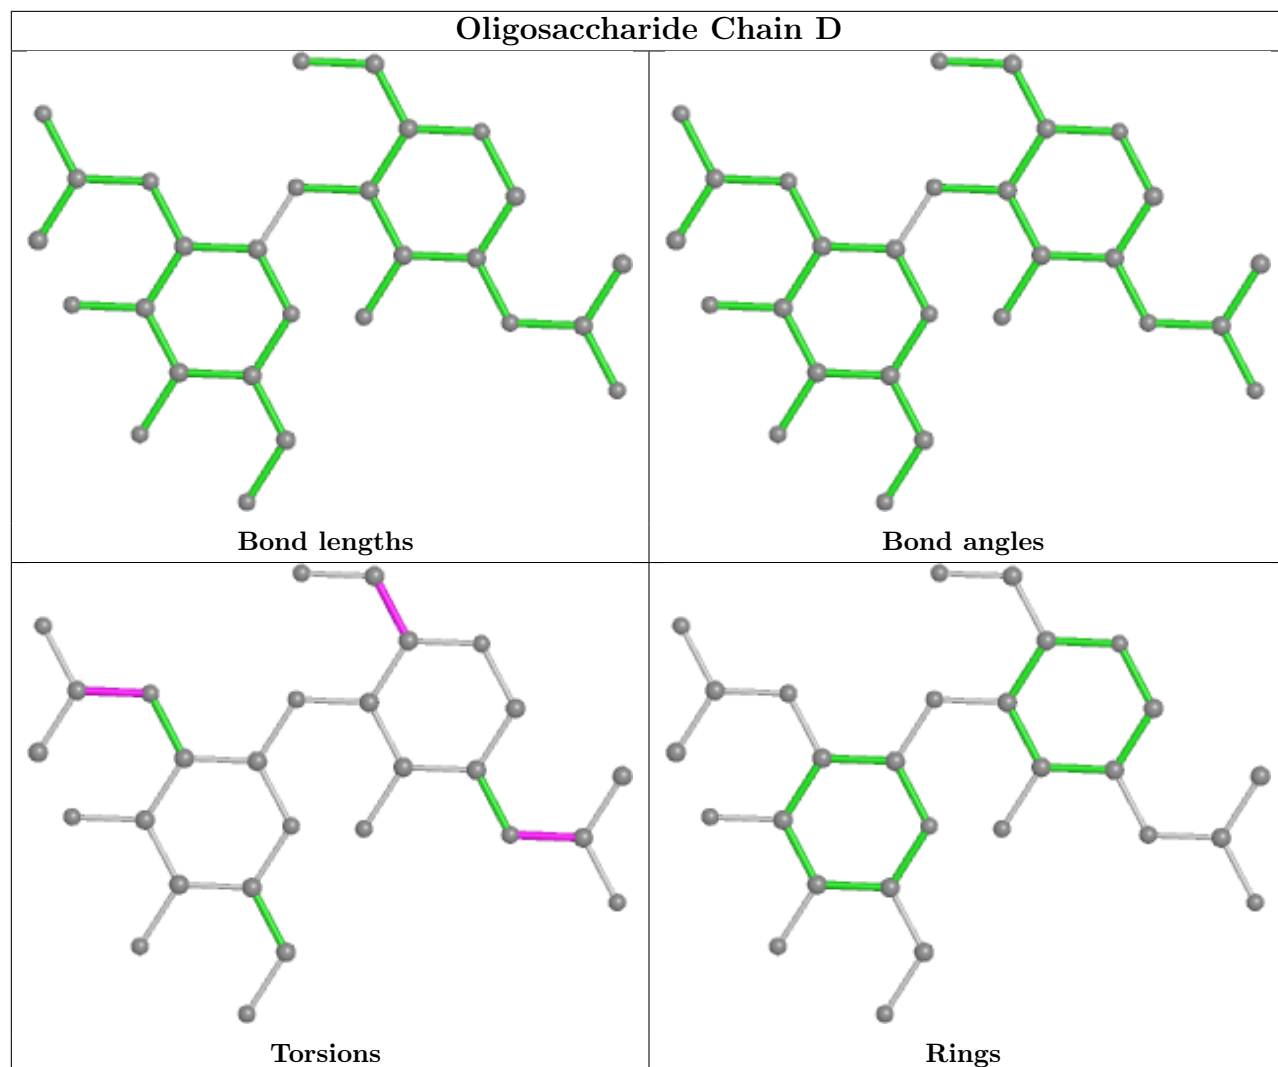 Oligosaccharide Chain D
Bond lengths
Bond angles
Torsions
Rings